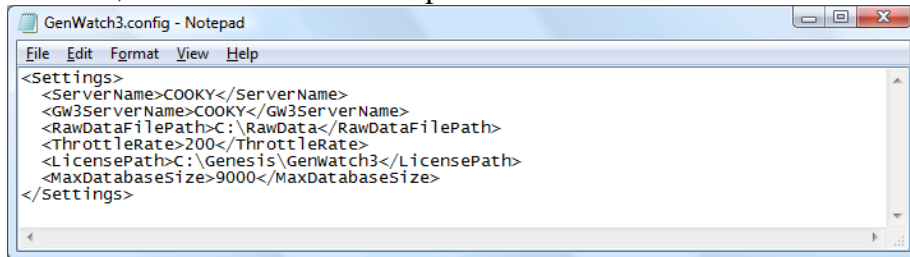 GenWatch3.config - Notepad
File Edit Format View Help
<Settings>
  <ServerName>COOKY</ServerName>
  <GW3ServerName>COOKY</GW3ServerName>
  <RawDataFilePath>C:\RawData</RawDataFilePath>
  <ThrottleRate>200</ThrottleRate>
  <LicensePath>C:\Genesis\GenWatch3</LicensePath>
  <MaxDatabaseSize>9000</MaxDatabaseSize>
</Settings>